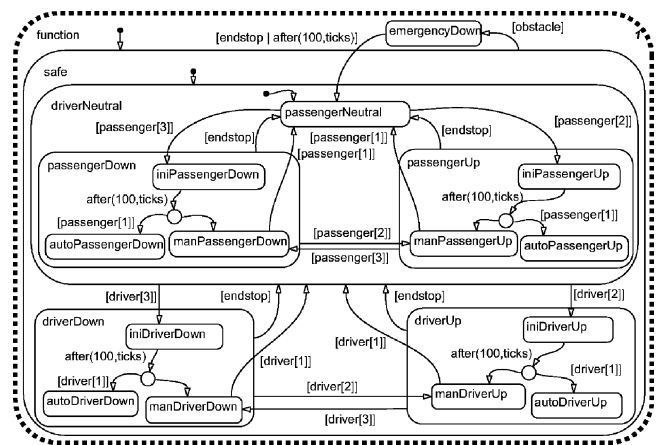 function
[endstop | after(100,ticks)]
emergencyDown
[obstacle]
safe
driverNeutral
passengerNeutral
[passenger[3]]
[endstop]
[passenger[1]]
[passenger[1]]
[endstop]
[passenger[2]]
passengerDown
passengerUp
iniPassengerDown
iniPassengerUp
after(100,ticks)
after(100,ticks)
[passenger[1]]
[passenger[1]]
autoPassengerDown
manPassengerDown
[passenger[2]]
[passenger[3]]
manPassengerUp
autoPassengerUp
[driver[3]]
[endstop]
[endstop]
[driver[2]]
driverDown
driverUp
iniDriverDown
iniDriverUp
after(100,ticks)
[driver[1]]
[driver[1]]
after(100,ticks)
[driver[1]]
[driver[1]]
autoDriverDown
manDriverDown
[driver[2]]
[driver[3]]
manDriverUp
autoDriverUp